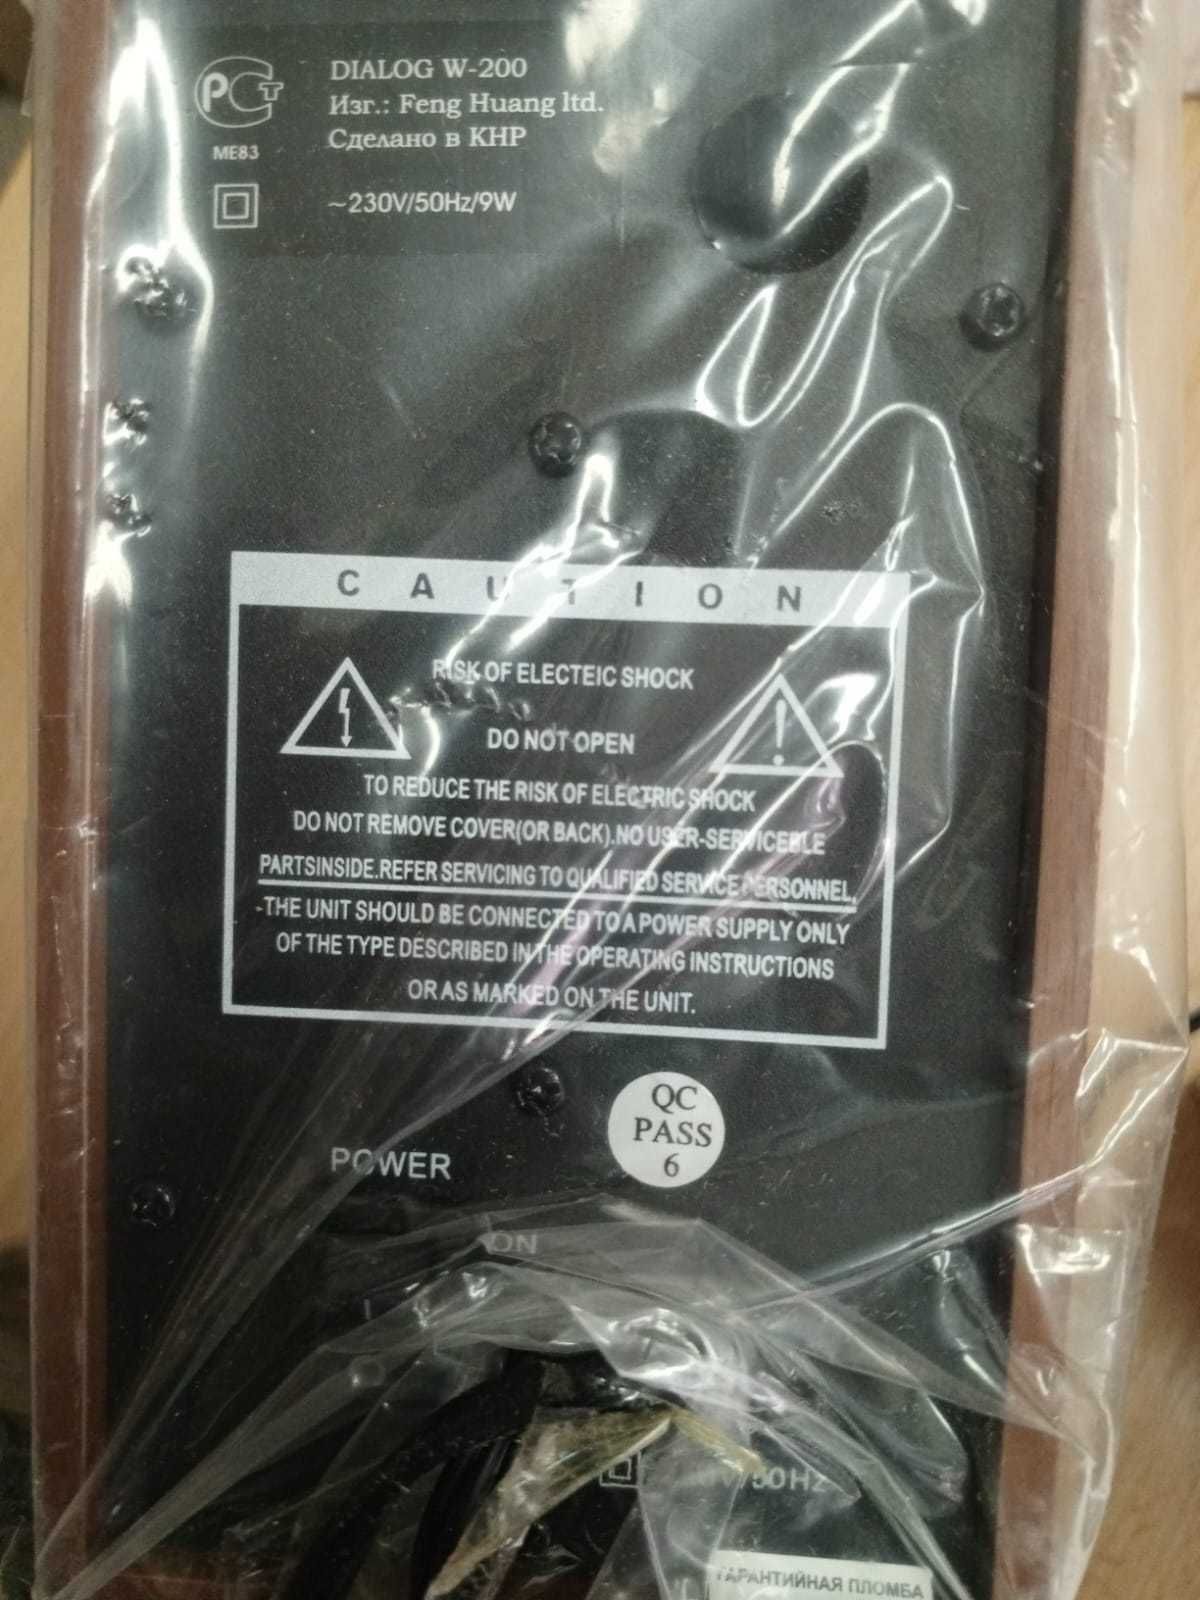 РСТ
DIALOG W-200
Изг.: Feng Huang ltd.
Сделано в КНР
ME83
~230V/50Hz/9W
CAUTION
RISK OF ELECTEIC SHOCK
DO NOT OPEN
TO REDUCE THE RISK OF ELECTRIC SHOCK
DO NOT REMOVE COVER(OR BACK).NO USER-SERVICEBLE
PARTSINSIDE.REFER SERVICING TO QUALIFIED SERVICE PERSONNEL,
-THE UNIT SHOULD BE CONNECTED TO A POWER SUPPLY ONLY
OF THE TYPE DESCRIBED IN THE OPERATING INSTRUCTIONS
OR AS MARKED ON THE UNIT.
QC
PASS
6
POWER
ON
V/50Hz
ГАРАНТИЙНАЯ ПЛОМБА